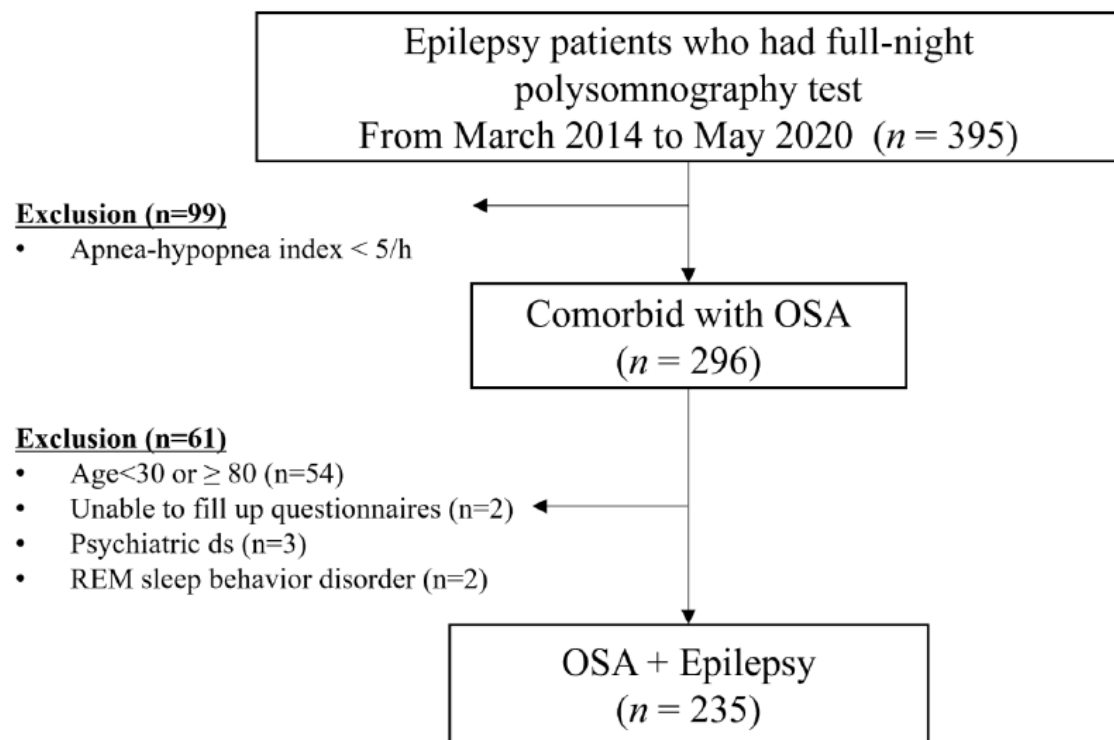 Epilepsy patients who had full-night
polysomnography test
From March 2014 to May 2020 (n = 395)
Exclusion (n=99)
• Apnea-hypopnea index < 5/h
Comorbid with OSA
(n = 296)
Exclusion (n=61)
• Age<30 or ≥ 80 (n=54)
• Unable to fill up questionnaires (n=2)
• Psychiatric ds (n=3)
• REM sleep behavior disorder (n=2)
OSA + Epilepsy
(n = 235)